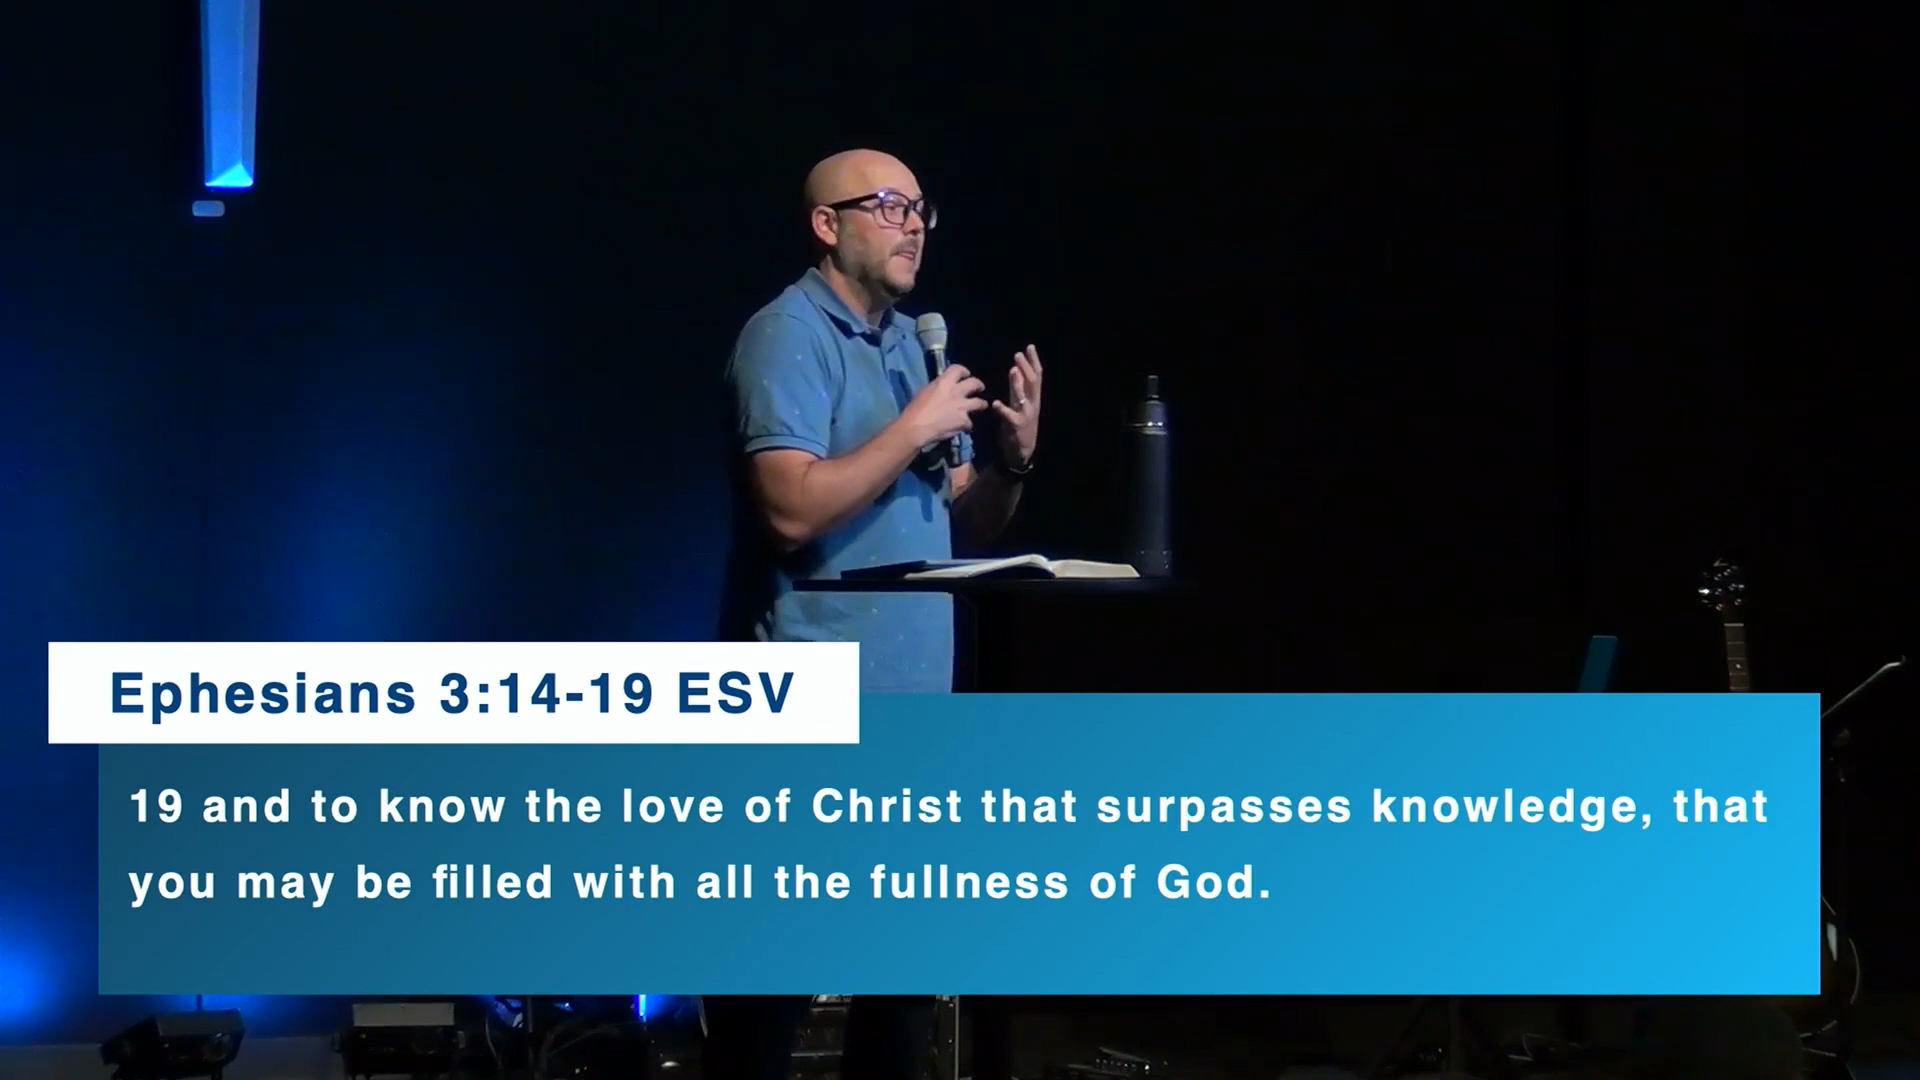 Ephesians 3:14-19 ESV
19 and to know the love of Christ that surpasses knowledge, that
you may be filled with all the fullness of God.